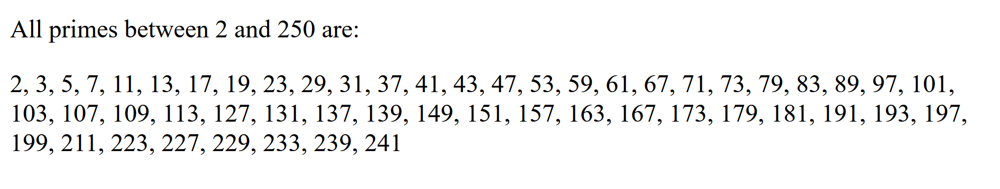 All primes between 2 and 250 are:
2, 3, 5, 7, 11, 13, 17, 19, 23, 29, 31, 37, 41, 43, 47, 53, 59, 61, 67, 71, 73, 79, 83, 89, 97, 101,
103, 107, 109, 113, 127, 131, 137, 139, 149, 151, 157, 163, 167, 173, 179, 181, 191, 193, 197,
199, 211, 223, 227, 229, 233, 239, 241